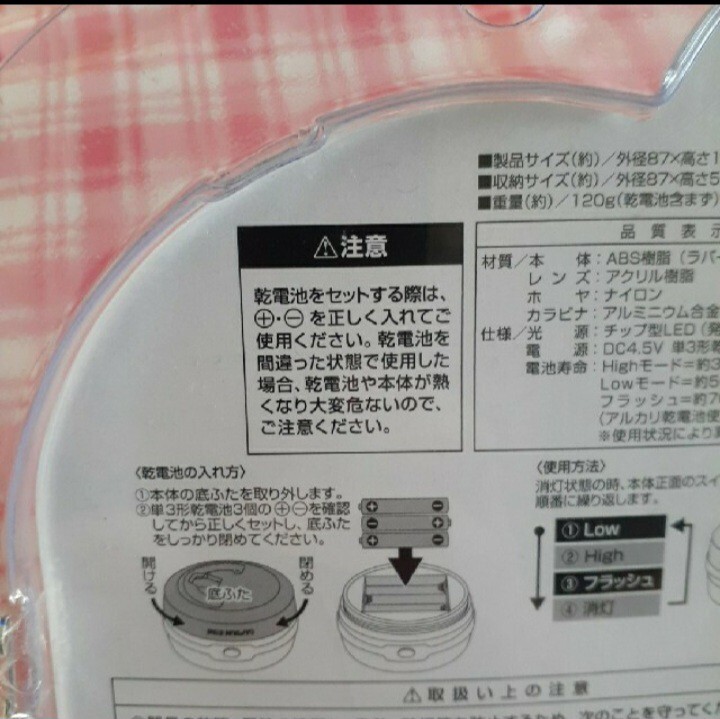 ■製品サイズ(約)／外径87×高さ1
■収納サイズ(約)／外径87×高さ5
■重量(約)／120g(乾電池含まず)
品質表示
材質／本体：ABS樹脂（ラバー
レンズ：アクリル樹脂
ホヤ：ナイロン
カラビナ：アルミニウム合金
仕様／光源：チップ型LED（発
電源：DC4.5V 単3形乾
電池寿命：Highモード=約3
Lowモード=約5
フラッシュ=約7
(アルカリ乾電池使
※使用状況により
⚠注意
乾電池をセットする際は、
⊕・⊖を正しく入れてご
使用ください。乾電池を
間違った状態で使用した
場合、乾電池や本体が熱
くなり大変危ないので、
ご注意ください。
〈乾電池の入れ方〉
①本体の底ふたを取り外します。
②単3形乾電池3個の⊕⊖を確認
してから正しくセットし、底ふた
をしっかり閉めてください。
開ける
閉める
底ふた
〈使用方法〉
消灯状態の時、本体正面のスイ
順番に繰り返します。
①Low
②High
③フラッシュ
④消灯
⚠取扱い上の注意
次のことを守ってく